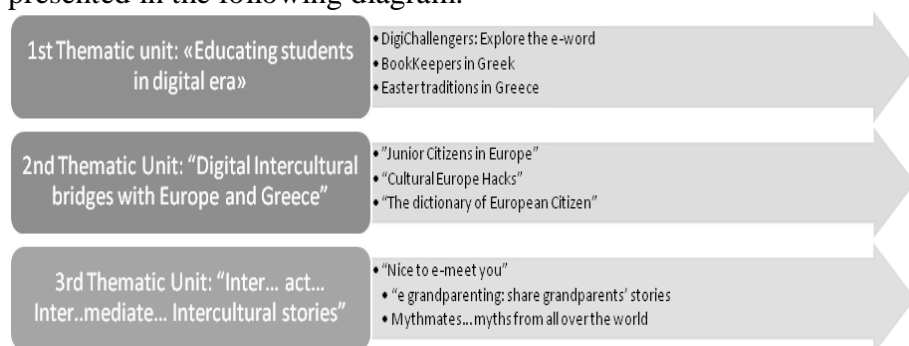 presented in the following diagram:
1st Thematic unit: «Educating students
in digital era»
• DigiChallengers: Explore the e-word
• BookKeepers in Greek
• Easter traditions in Greece
2nd Thematic Unit: “Digital Intercultural
bridges with Europe and Greece”
• ”Junior Citizens in Europe”
• “Cultural Europe Hacks”
• “The dictionary of European Citizen”
3rd Thematic Unit: “Inter... act...
Inter..mediate... Intercultural stories”
• “Nice to e-meet you”
• “e grandparenting: share grandparents’ stories
• Mythmates...myths from all over the world